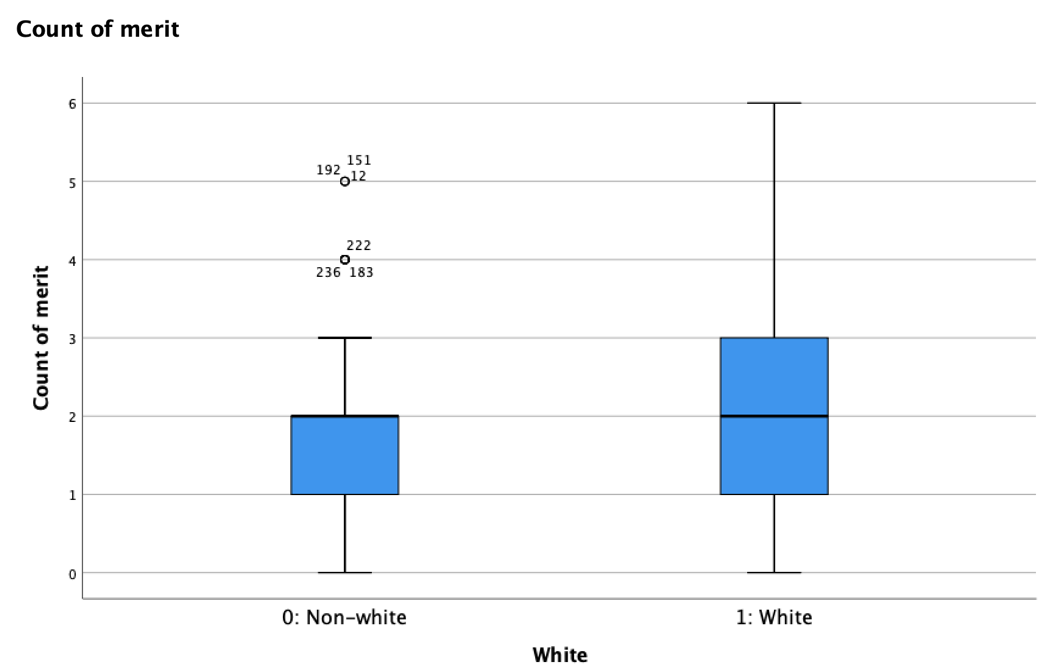 Count of merit
Count of merit
6
5
4
3
2
1
0
151
192
12
222
236 183
0: Non-white
1: White
White